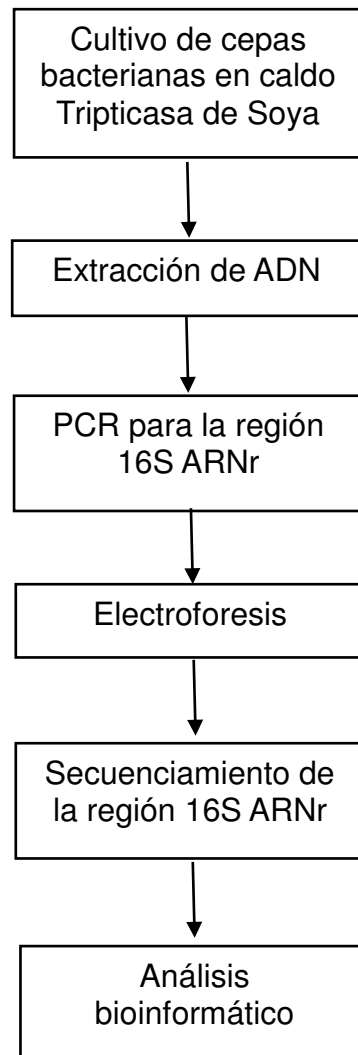 Cultivo de cepas
bacterianas en caldo
Tripticasa de Soya
Extracción de ADN
PCR para la región
16S ARNr
Electroforesis
Secuenciamiento de
la región 16S ARNr
Análisis
bioinformático